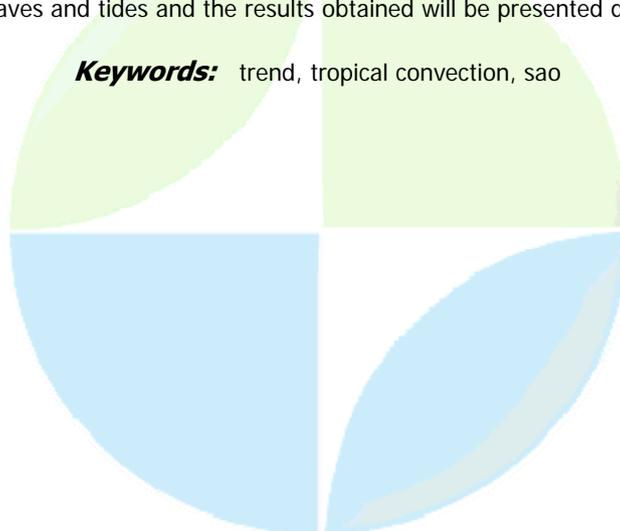 aves and tides and the results obtained will be presented
Keywords: trend, tropical convection, sao